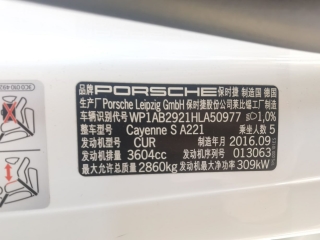 品牌 PORSCHE 保时捷 制造国 德国
生产厂 Porsche Leipzig GmbH 保时捷股份公司莱比锡工厂制造
车辆识别代号 WP1AB2921HLA50977 1,0%
整车型号 Cayenne S A221 乘坐人数 5
发动机型号 CUR 制造年月 2016.09
发动机排量 3604cc 发动机序列号 013063
最大允许总质量 2860kg 发动机最大净功率 309kW